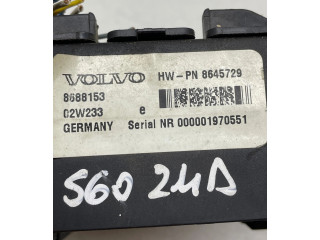 VOLVO HW-PN 8645729
8688153
02W233 e
GERMANY Serial NR 000001970551
S60 2.4D